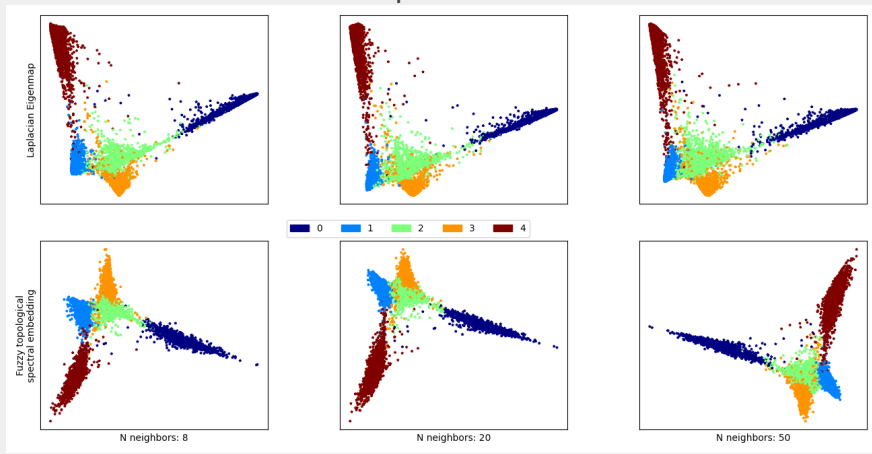 Laplacian Eigenmap
0 1 2 3 4
Fuzzy topological
spectral embedding
N neighbors: 8
N neighbors: 20
N neighbors: 50